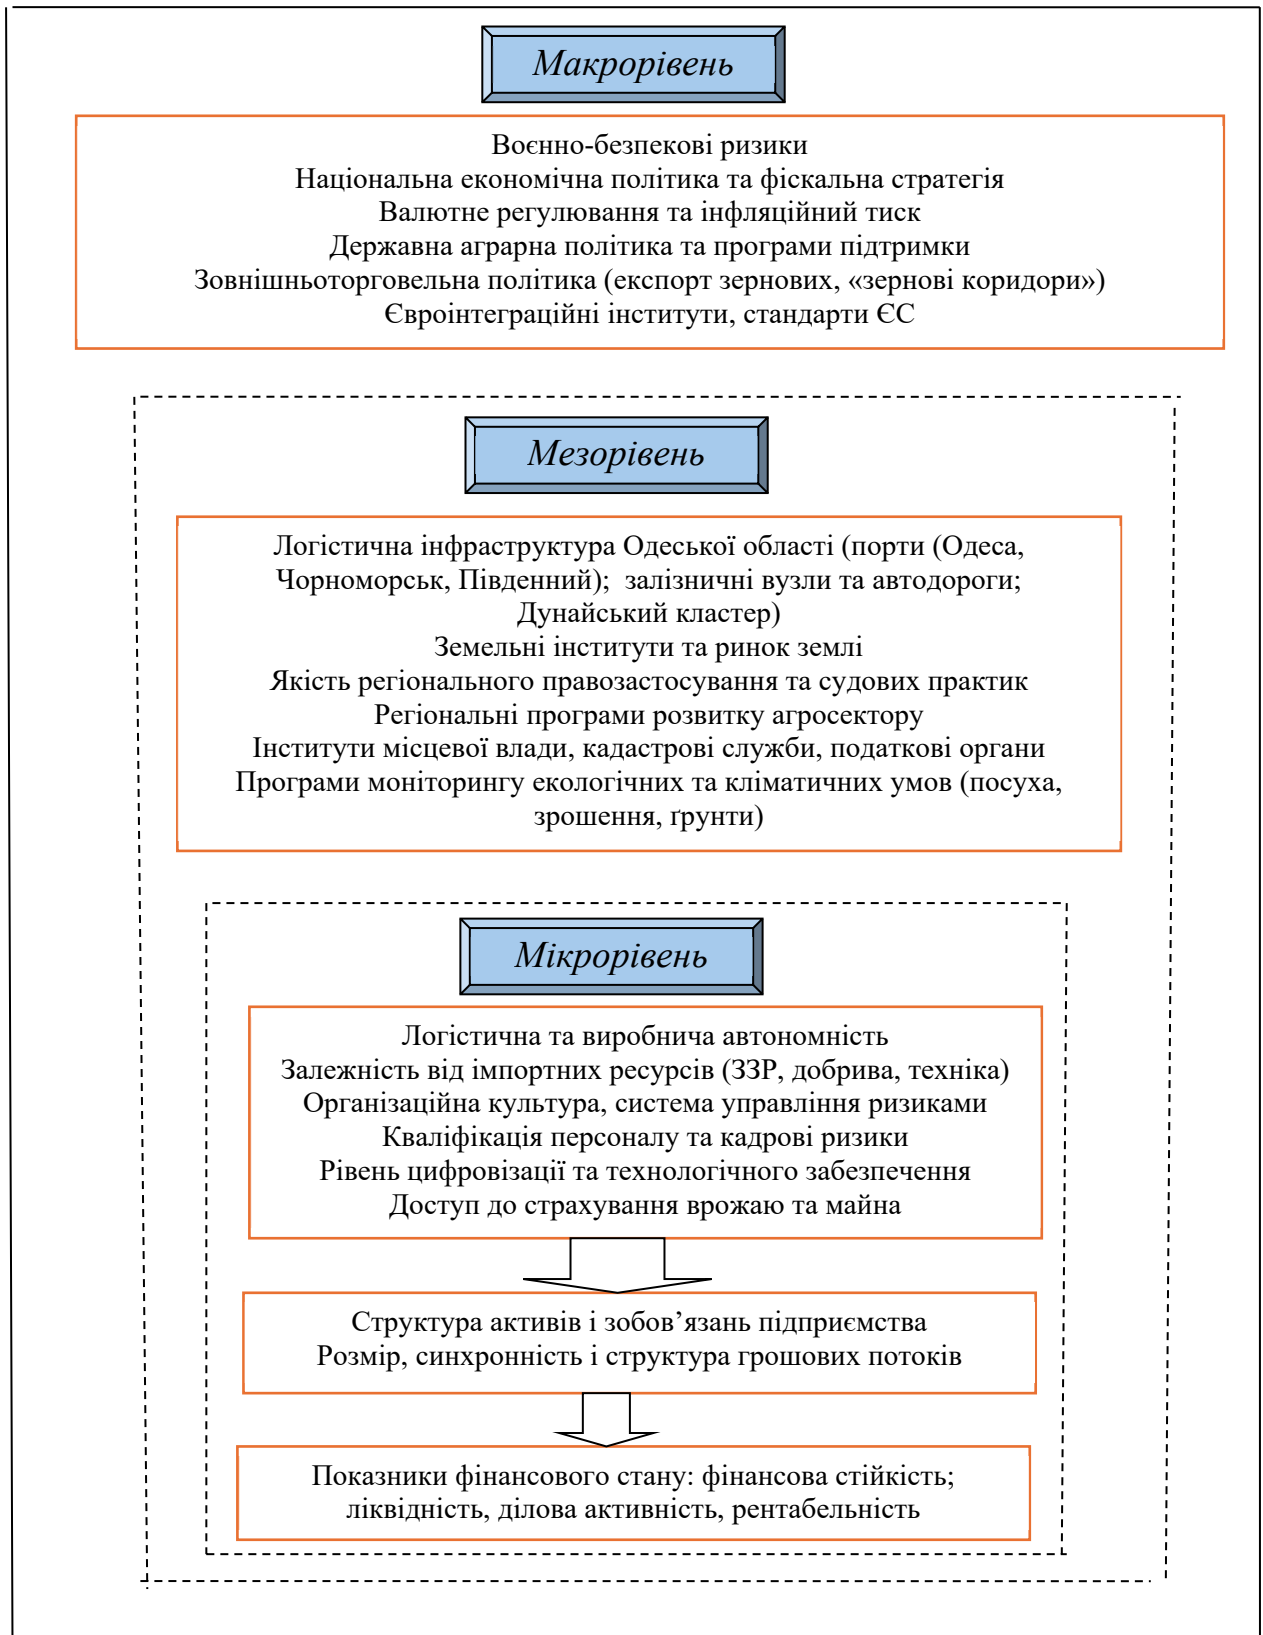 Макрорівень
Воєнно-безпекові ризики
Національна економічна політика та фіскальна стратегія
Валютне регулювання та інфляційний тиск
Державна аграрна політика та програми підтримки
Зовнішньоторговельна політика (експорт зернових, «зернові коридори»)
Євроінтеграційні інститути, стандарти ЄС
Мезорівень
Логістична інфраструктура Одеської області (порти (Одеса,
Чорноморськ, Південний);  залізничні вузли та автодороги;
Дунайський кластер)
Земельні інститути та ринок землі
Якість регіонального правозастосування та судових практик
Регіональні програми розвитку агросектору
Інститути місцевої влади, кадастрові служби, податкові органи
Програми моніторингу екологічних та кліматичних умов (посуха,
зрошення, ґрунти)
Мікрорівень
Логістична та виробнича автономність
Залежність від імпортних ресурсів (ЗЗР, добрива, техніка)
Організаційна культура, система управління ризиками
Кваліфікація персоналу та кадрові ризики
Рівень цифровізації та технологічного забезпечення
Доступ до страхування врожаю та майна
Структура активів і зобов’язань підприємства
Розмір, синхронність і структура грошових потоків
Показники фінансового стану: фінансова стійкість;
ліквідність, ділова активність, рентабельність